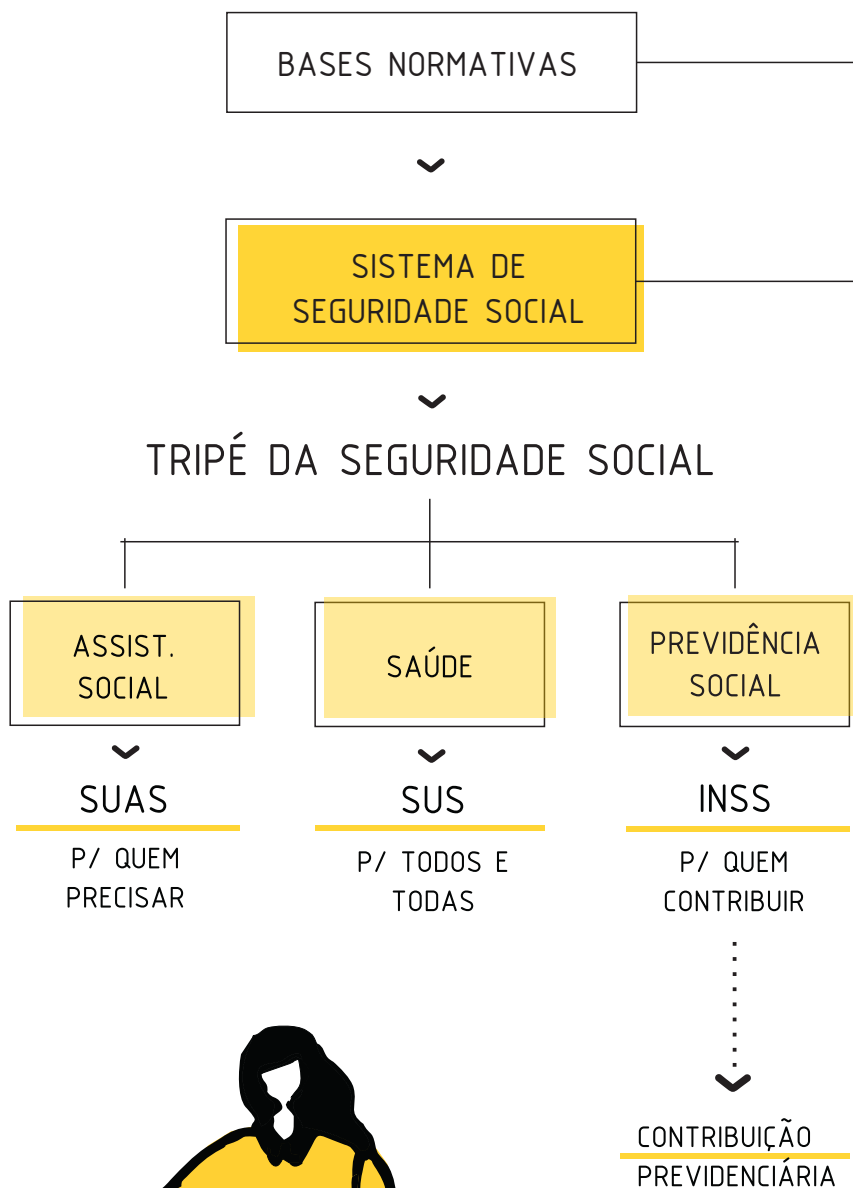 BASES NORMATIVAS
SISTEMA DE
SEGURIDADE SOCIAL
TRIPÉ DA SEGURIDADE SOCIAL
ASSIST.
SOCIAL
SUAS
P/ QUEM
PRECISAR
SAÚDE
SUS
P/ TODOS E
TODAS
PREVIDÊNCIA
SOCIAL
INSS
P/ QUEM
CONTRIBUIR
CONTRIBUIÇÃO
PREVIDENCIÁRIA